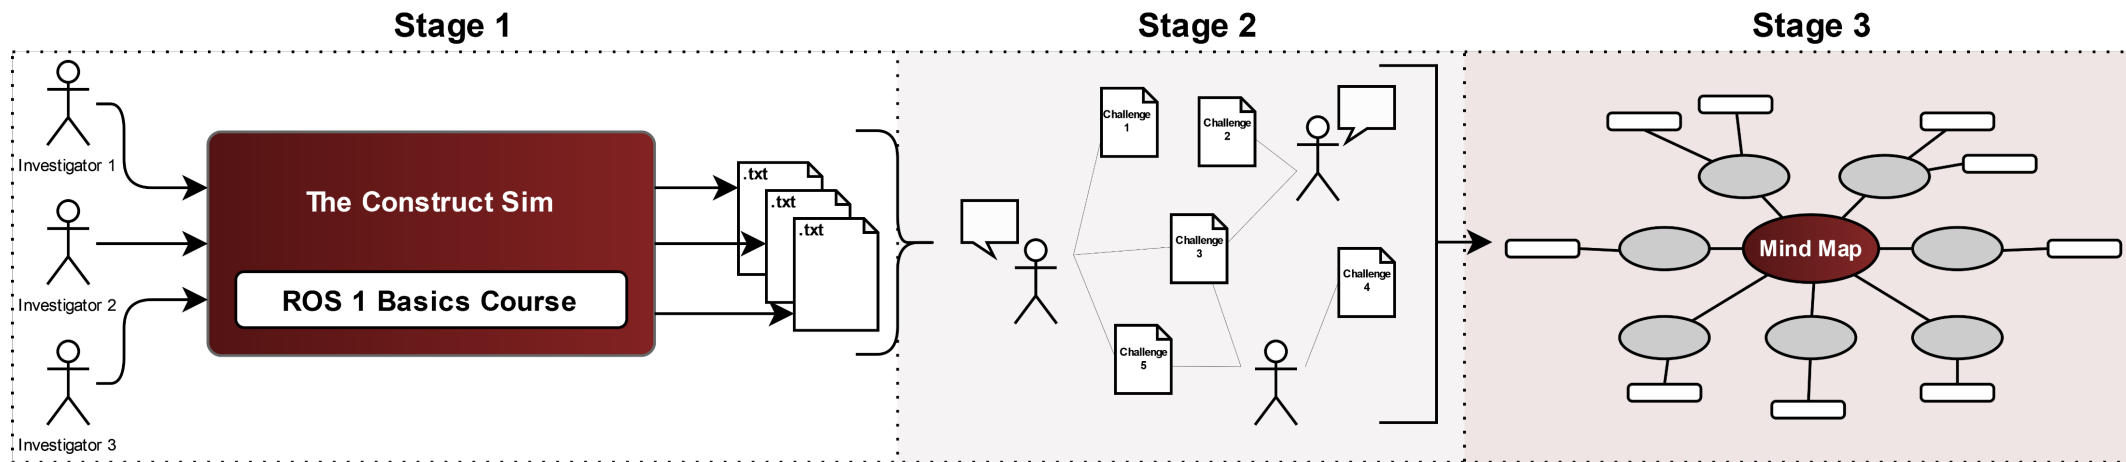 Stage 1
Stage 2
Stage 3
Investigator 1
Investigator 2
Investigator 3
The Construct Sim
ROS 1 Basics Course
.txt
.txt
.txt
Challenge
1
Challenge
2
Challenge
3
Challenge
4
Challenge
5
Mind Map